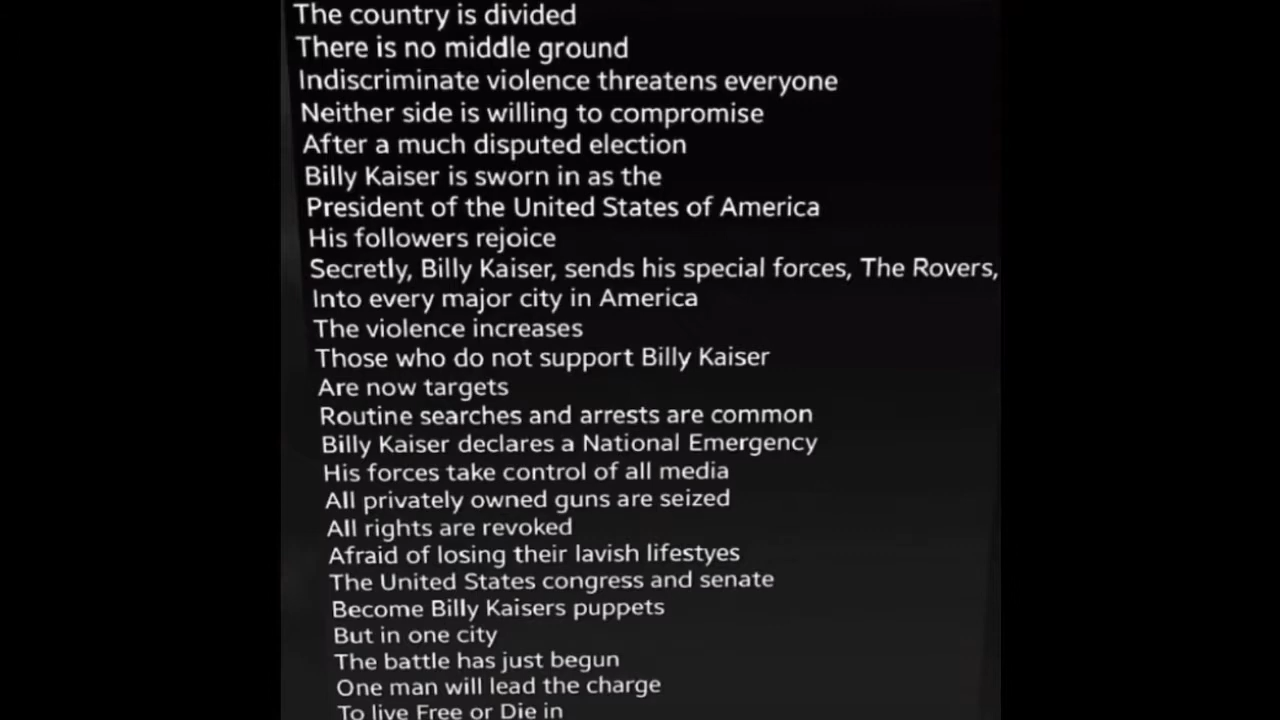 The country is divided
There is no middle ground
Indiscriminate violence threatens everyone
Neither side is willing to compromise
After a much disputed election
Billy Kaiser is sworn in as the
President of the United States of America
His followers rejoice
Secretly, Billy Kaiser, sends his special forces, The Rovers,
Into every major city in America
The violence increases
Those who do not support Billy Kaiser
Are now targets
Routine searches and arrests are common
Billy Kaiser declares a National Emergency
His forces take control of all media
All privately owned guns are seized
All rights are revoked
Afraid of losing their lavish lifestyes
The United States congress and senate
Become Billy Kaisers puppets
But in one city
The battle has just begun
One man will lead the charge
To live Free or Die in